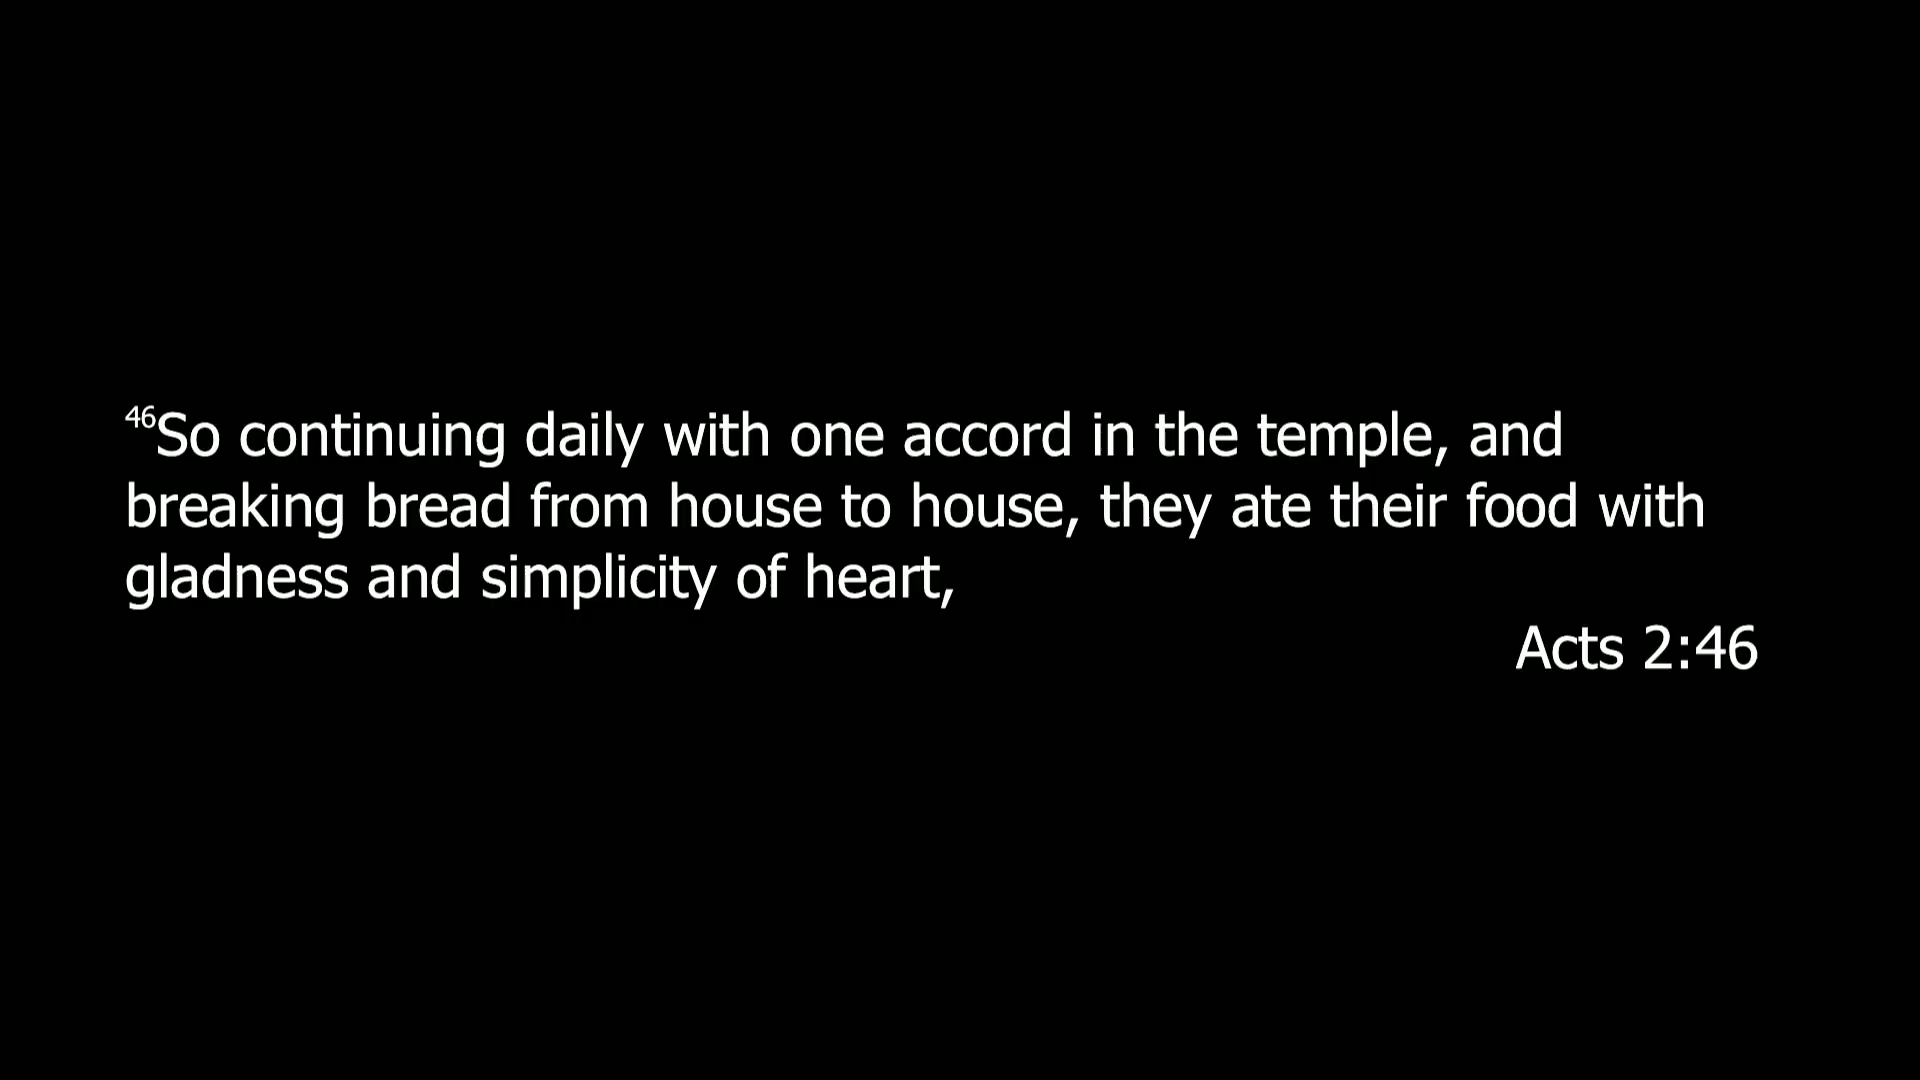 ⁴⁶So continuing daily with one accord in the temple, and
breaking bread from house to house, they ate their food with
gladness and simplicity of heart,
Acts 2:46